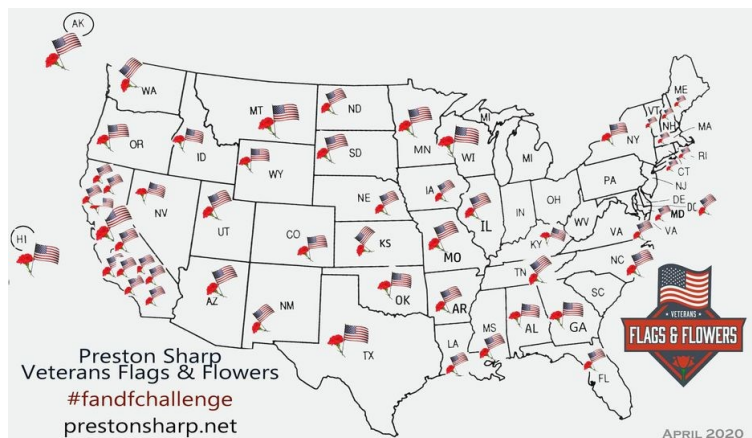 AK
WA
MT
ND
MN
MI
ME
VT
NH
MA
OR
ID
SD
WI
MI
NY
RI
CT
WY
IA
PA
NJ
NE
OH
DE
DC
NV
UT
IL
IN
WV
MD
HI
CO
KS
MO
KY
VA
VA
TN
NC
AZ
NM
OK
AR
SC
MS
AL
GA
LA
TX
FL
VETERANS
FLAGS & FLOWERS
Preston Sharp
Veterans Flags & Flowers
#fandfchallenge
prestonsharp.net
APRIL 2020